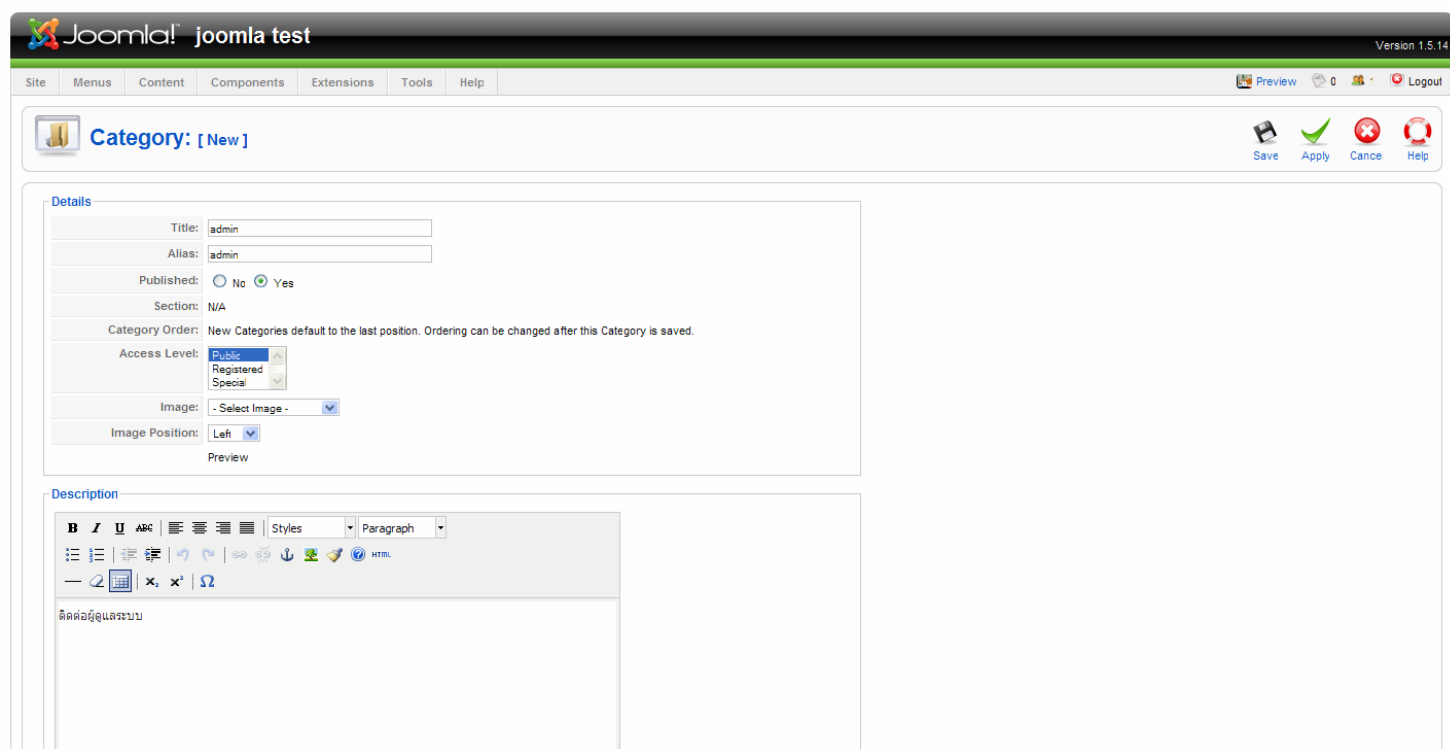 Joomla!™ joomla test
Version 1.5.14
Site Menus Content Components Extensions Tools Help Preview 0 Logout
Category: [ New ]
Save Apply Cance Help
Details
Title: admin
Alias: admin
Published: No Yes
Section: N/A
Category Order: New Categories default to the last position. Ordering can be changed after this Category is saved.
Access Level: Public
Registered
Special
Image: - Select Image -
Image Position: Left
Preview
Description
B I U ABC Styles Paragraph
HTML
x₂ x² Ω
ติดต่อผู้ดูแลระบบ